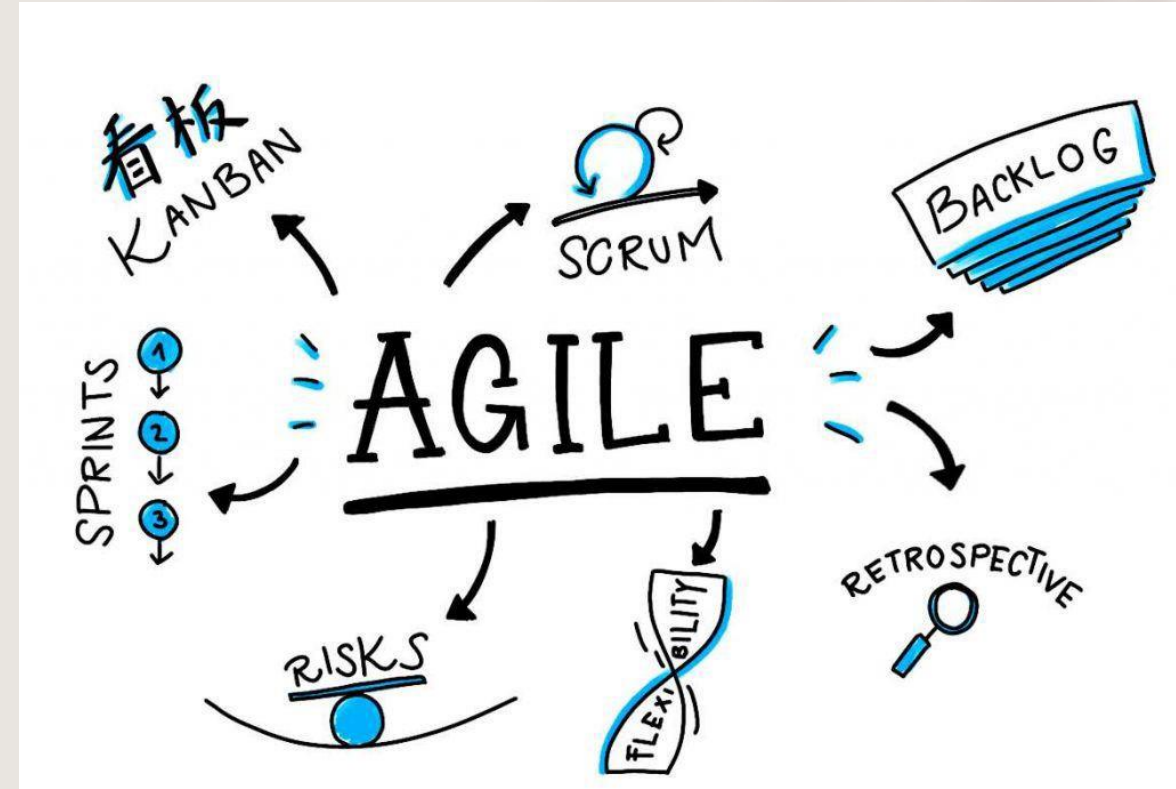 看板
KANBAN
SCRUM
BACKLOG
AGILE
SPRINTS
1
2
3
RISKS
FLEXIBILITY
RETROSPECTIVE